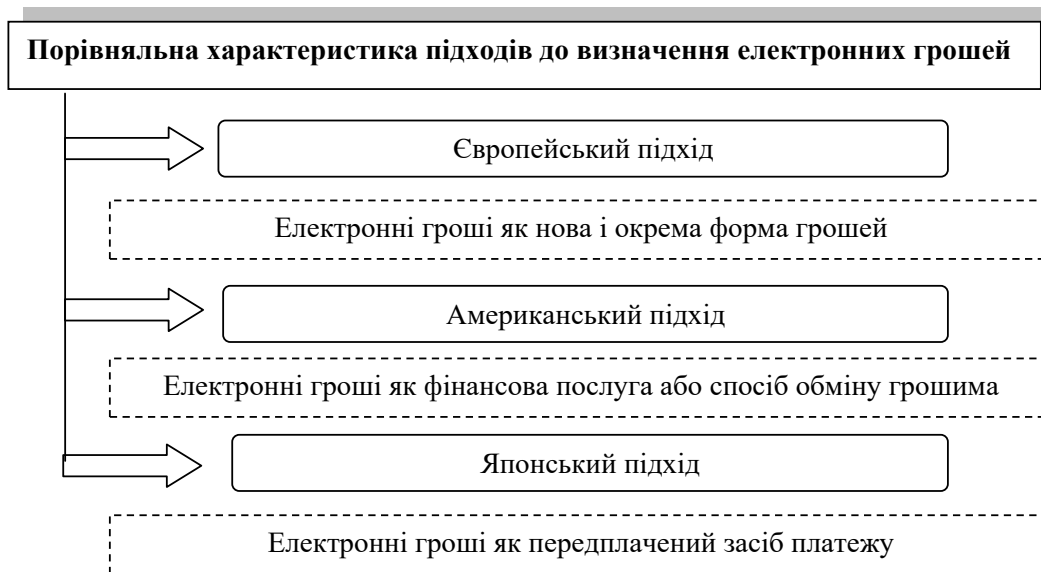 Порівняльна характеристика підходів до визначення електронних грошей
Європейський підхід
Електронні гроші як нова і окрема форма грошей
Американський підхід
Електронні гроші як фінансова послуга або спосіб обміну грошима
Японський підхід
Електронні гроші як передплачений засіб платежу